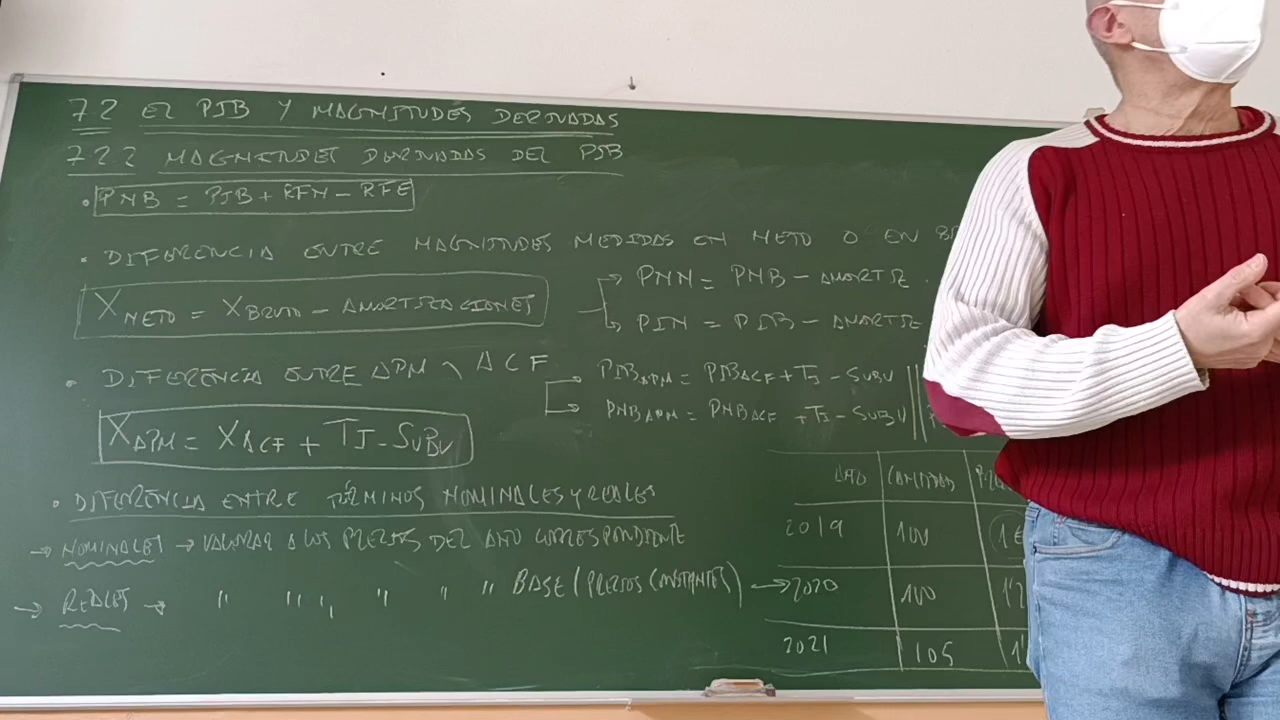 7.2 EL PIB Y MAGNITUDES DERIVADAS
7.2.2 MAGNITUDES DERIVADAS DEL PIB
• PNB = PIB + RFN - RFE
• DIFERENCIA ENTRE MAGNITUDES MEDIDAS EN NETO O EN
X NETO = X BRUTO - AMORTIZACIONES
→ PNN = PNB - AMORTIZ.
→ PIN = PIB - AMORTIZ
• DIFERENCIA ENTRE APM Y ACF
→ PIB APM = PIB ACF + TI - SUBV
→ PNB APM = PNB ACF + TI - SUBV
X APM = X ACF + TI - SUBV
• DIFERENCIA ENTRE TÉRMINOS NOMINALES Y REALES
→ NOMINALES → VALORAR A LOS PRECIOS DEL AÑO CORRESPONDIENTE
→ REALES → " " " " " " BASE (PRECIOS CONSTANTES) →
AÑO CANTIDAD
2019 100 1€
2020 100 1'2
2021 105